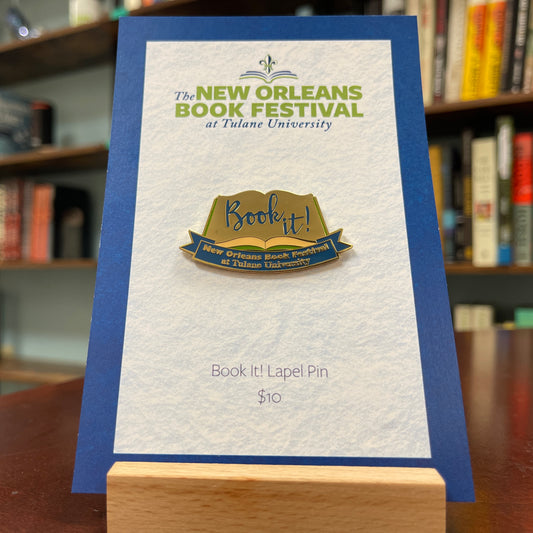 The NEW ORLEANS
BOOK FESTIVAL
at Tulane University
Book it!
New Orleans Book Festival
at Tulane University
Book It! Lapel Pin
$10